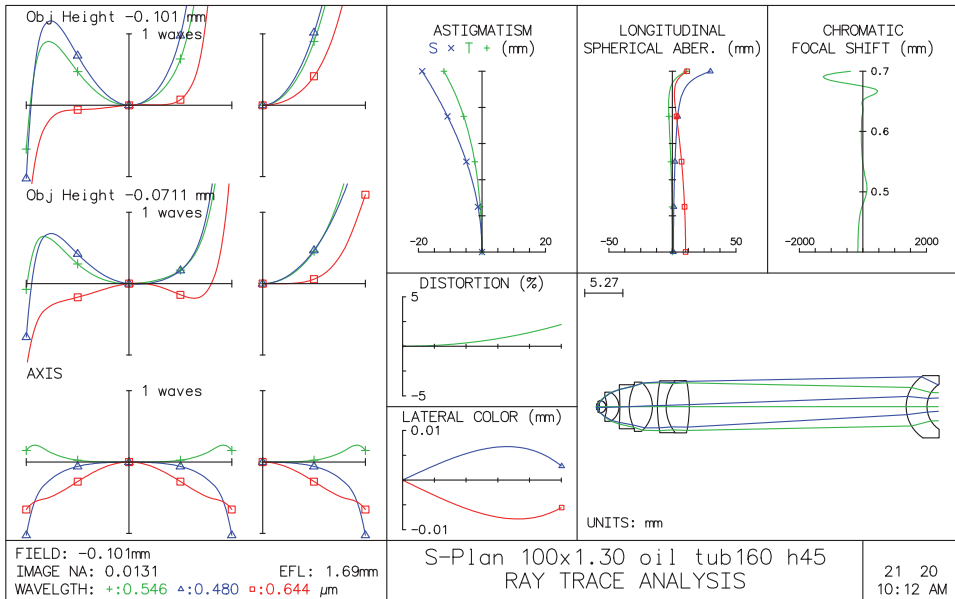 Obj Height -0.101 mm
1 waves
Obj Height -0.0711 mm
1 waves
AXIS
1 waves
ASTIGMATISM
S × T + (mm)
-20 20
LONGITUDINAL
SPHERICAL ABER. (mm)
-50 50
CHROMATIC
FOCAL SHIFT (mm)
0.7
0.6
0.5
-2000 2000
DISTORTION (%)
5
-5
LATERAL COLOR (mm)
0.01
-0.01
5.27
UNITS: mm
FIELD: -0.101mm
IMAGE NA: 0.0131 EFL: 1.69mm
WAVELGTH: +:0.546 △:0.480 □:0.644 µm
S-Plan 100x1.30 oil tub160 h45
RAY TRACE ANALYSIS
21 20
10:12 AM